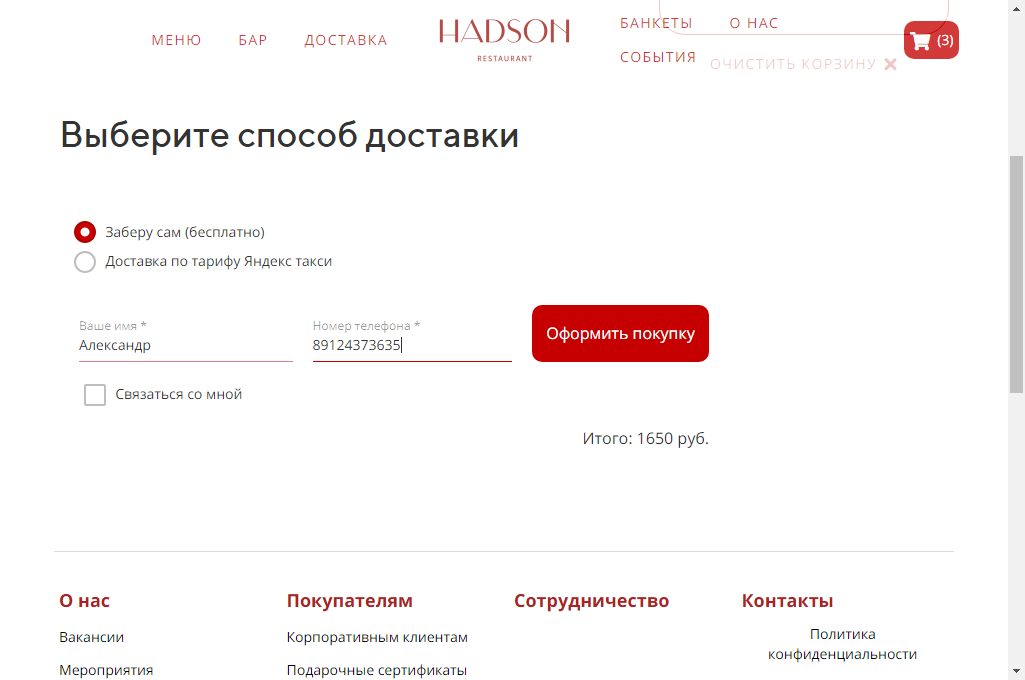 МЕНЮ БАР ДОСТАВКА
HADSON
RESTAURANT
БАНКЕТЫ О НАС
СОБЫТИЯ
ОЧИСТИТЬ КОРЗИНУ
(3)
Выберите способ доставки
Заберу сам (бесплатно)
Доставка по тарифу Яндекс такси
Ваше имя *
Александр
Номер телефона *
89124373635
Оформить покупку
Связаться со мной
Итого: 1650 руб.
О нас
Вакансии
Мероприятия
Покупателям
Корпоративным клиентам
Подарочные сертификаты
Сотрудничество
Контакты
Политика
конфиденциальности